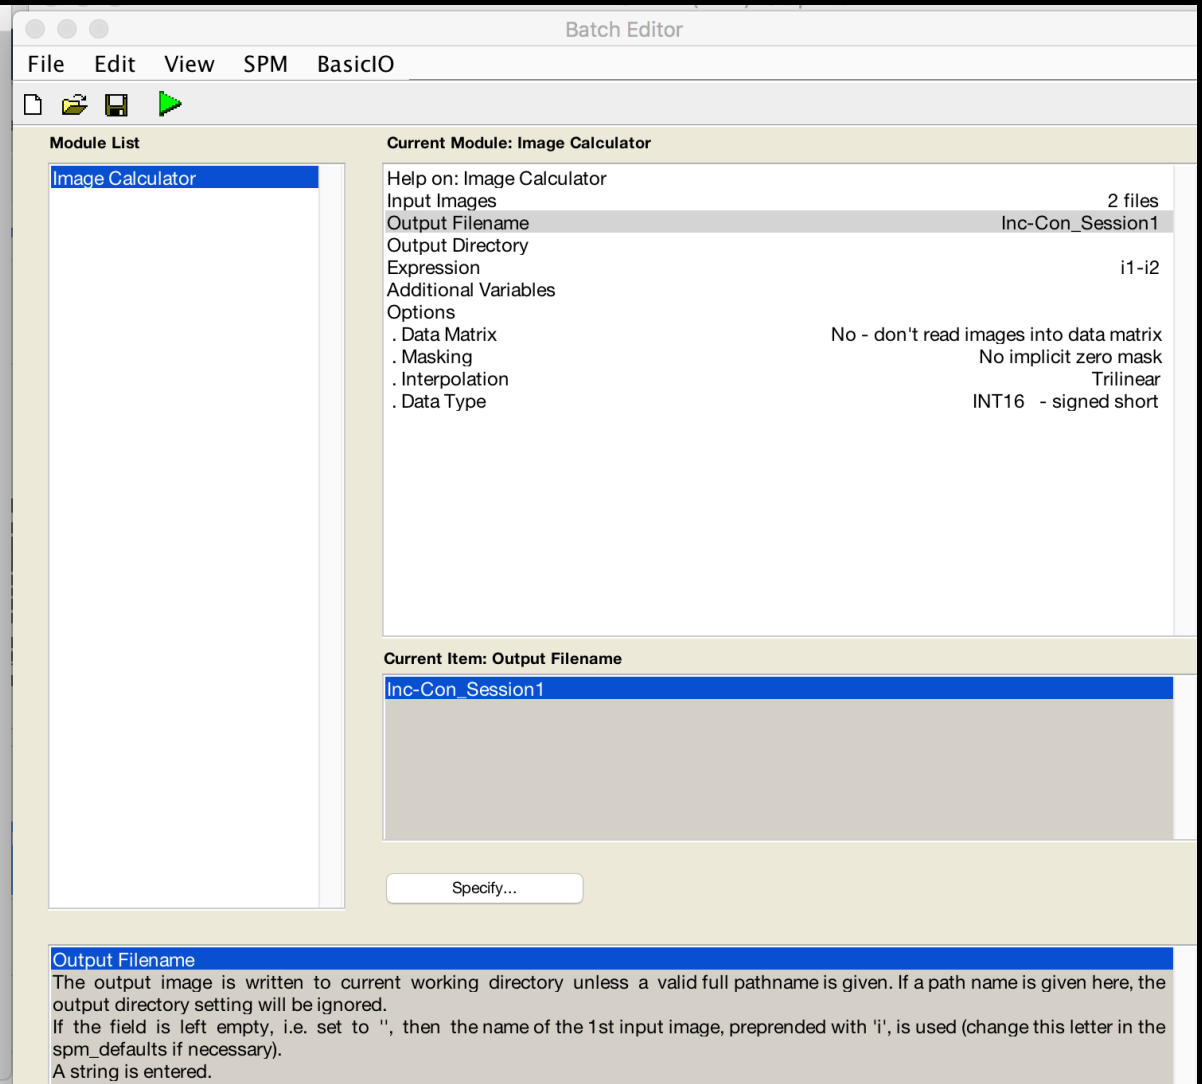 Batch Editor
File Edit View SPM BasicIO
Module List
Image Calculator
Current Module: Image Calculator
Help on: Image Calculator
Input Images 2 files
Output Filename Inc-Con_Session1
Output Directory
Expression i1-i2
Additional Variables
Options
. Data Matrix No - don't read images into data matrix
. Masking No implicit zero mask
. Interpolation Trilinear
. Data Type INT16 - signed short
Current Item: Output Filename
Inc-Con_Session1
Specify...
Output Filename
The output image is written to current working directory unless a valid full pathname is given. If a path name is given here, the
output directory setting will be ignored.
If the field is left empty, i.e. set to '', then the name of the 1st input image, preprended with 'i', is used (change this letter in the
spm_defaults if necessary).
A string is entered.